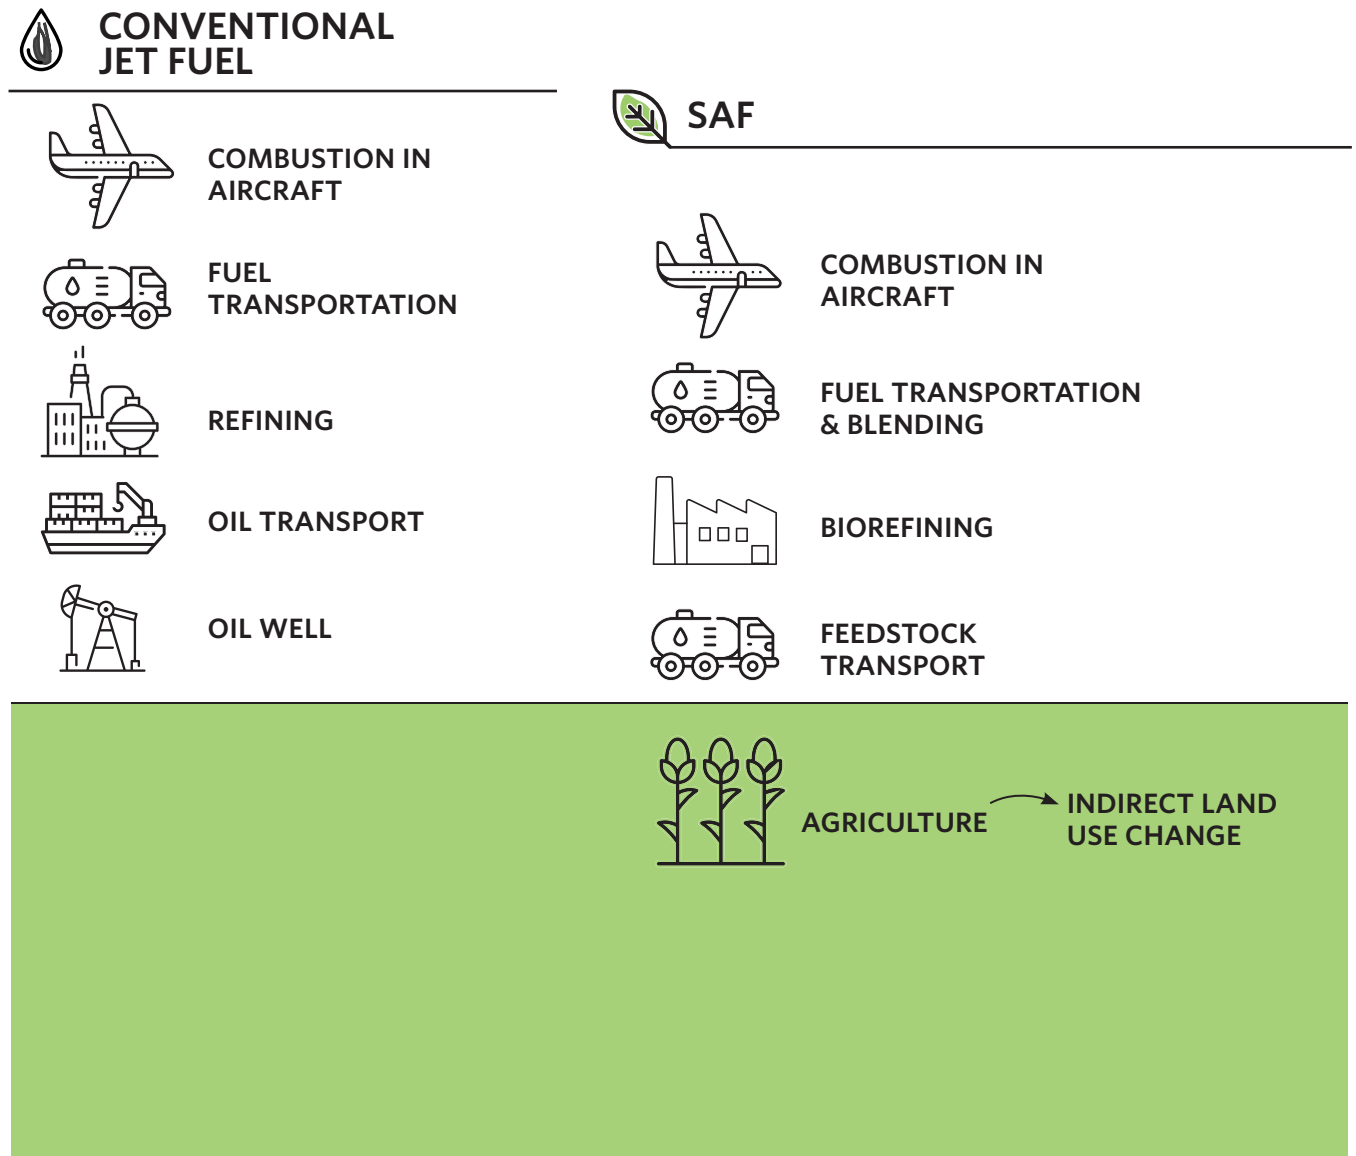 CONVENTIONAL
JET FUEL
COMBUSTION IN
AIRCRAFT
FUEL
TRANSPORTATION
REFINING
OIL TRANSPORT
OIL WELL
SAF
COMBUSTION IN
AIRCRAFT
FUEL TRANSPORTATION
& BLENDING
BIOREFINING
FEEDSTOCK
TRANSPORT
AGRICULTURE
INDIRECT LAND
USE CHANGE